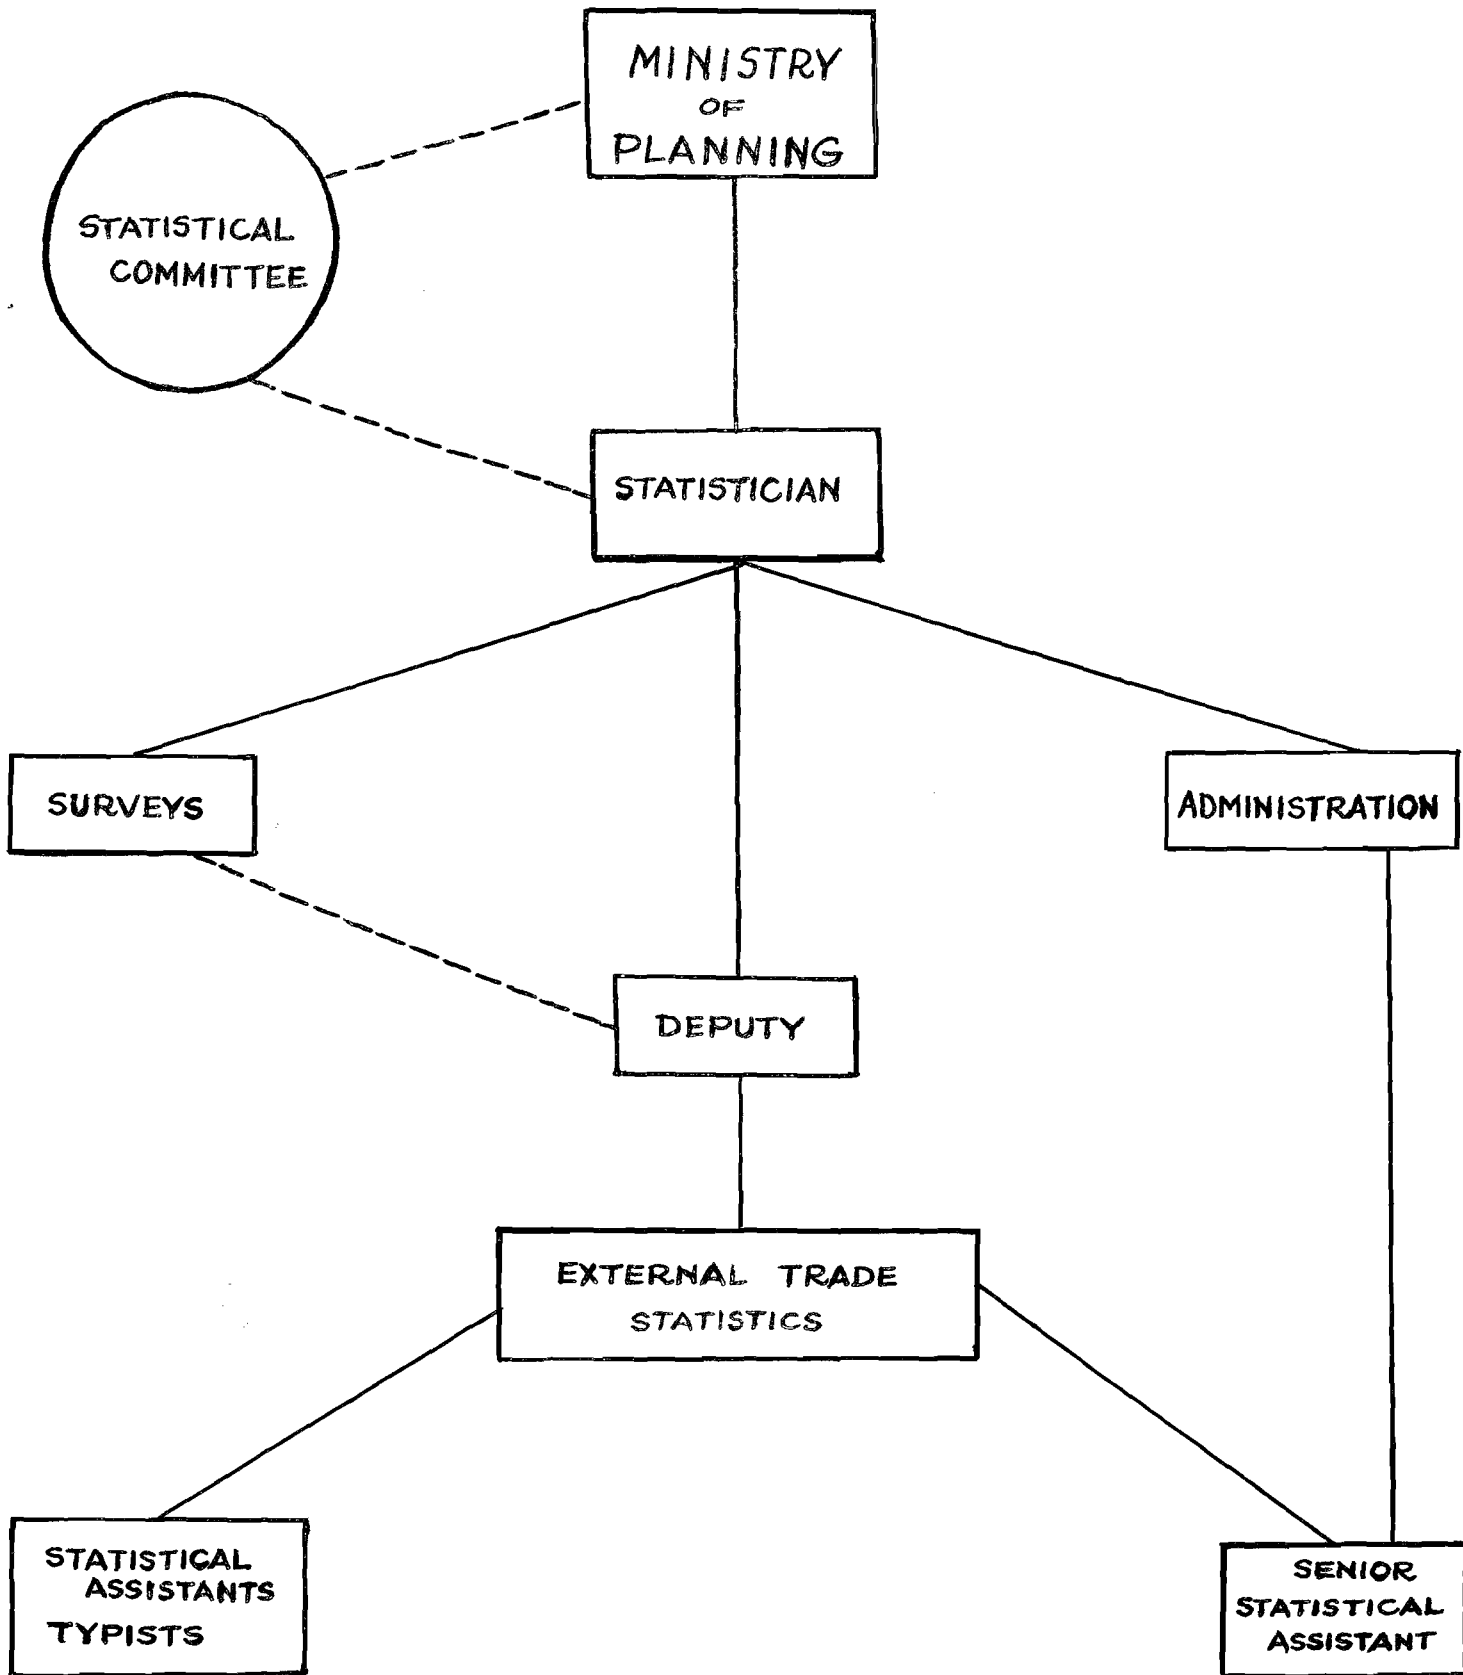 MINISTRY
OF
PLANNING
STATISTICAL
COMMITTEE
STATISTICIAN
SURVEYS
ADMINISTRATION
DEPUTY
EXTERNAL TRADE
STATISTICS
STATISTICAL
ASSISTANTS
TYPISTS
SENIOR
STATISTICAL
ASSISTANT